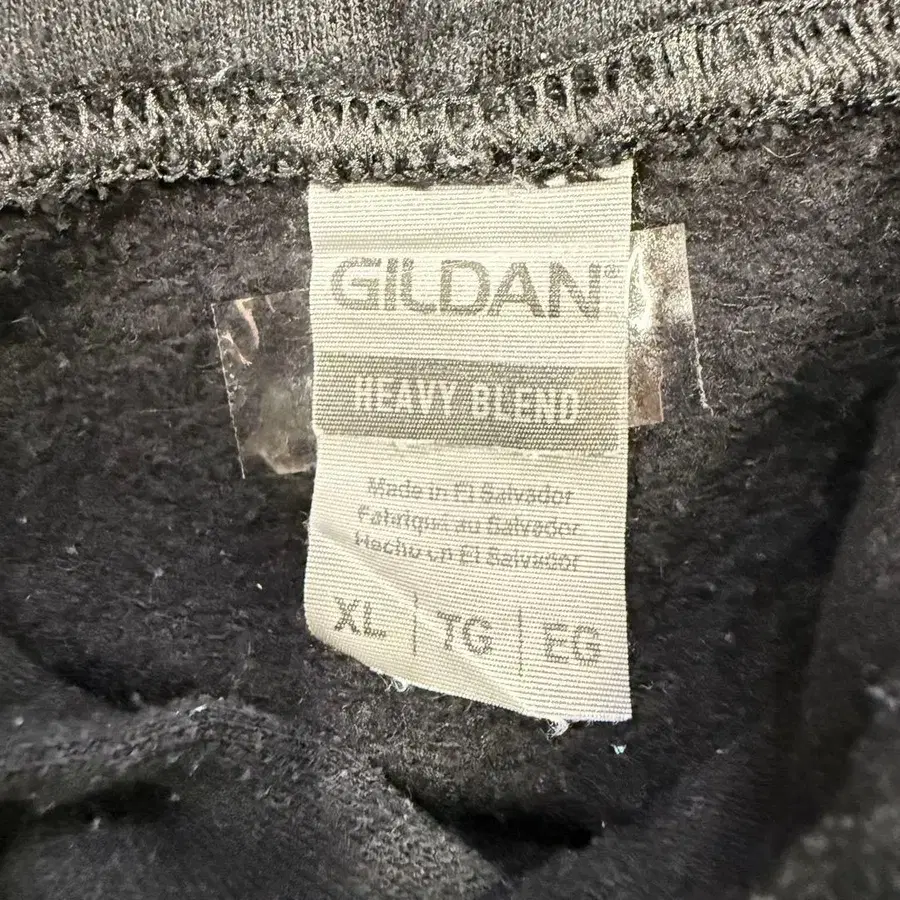 GILDAN®
HEAVY BLEND
Made in El Salvador
Fabriqué au Salvador
Hecho en El Salvador
XL | TG | EG